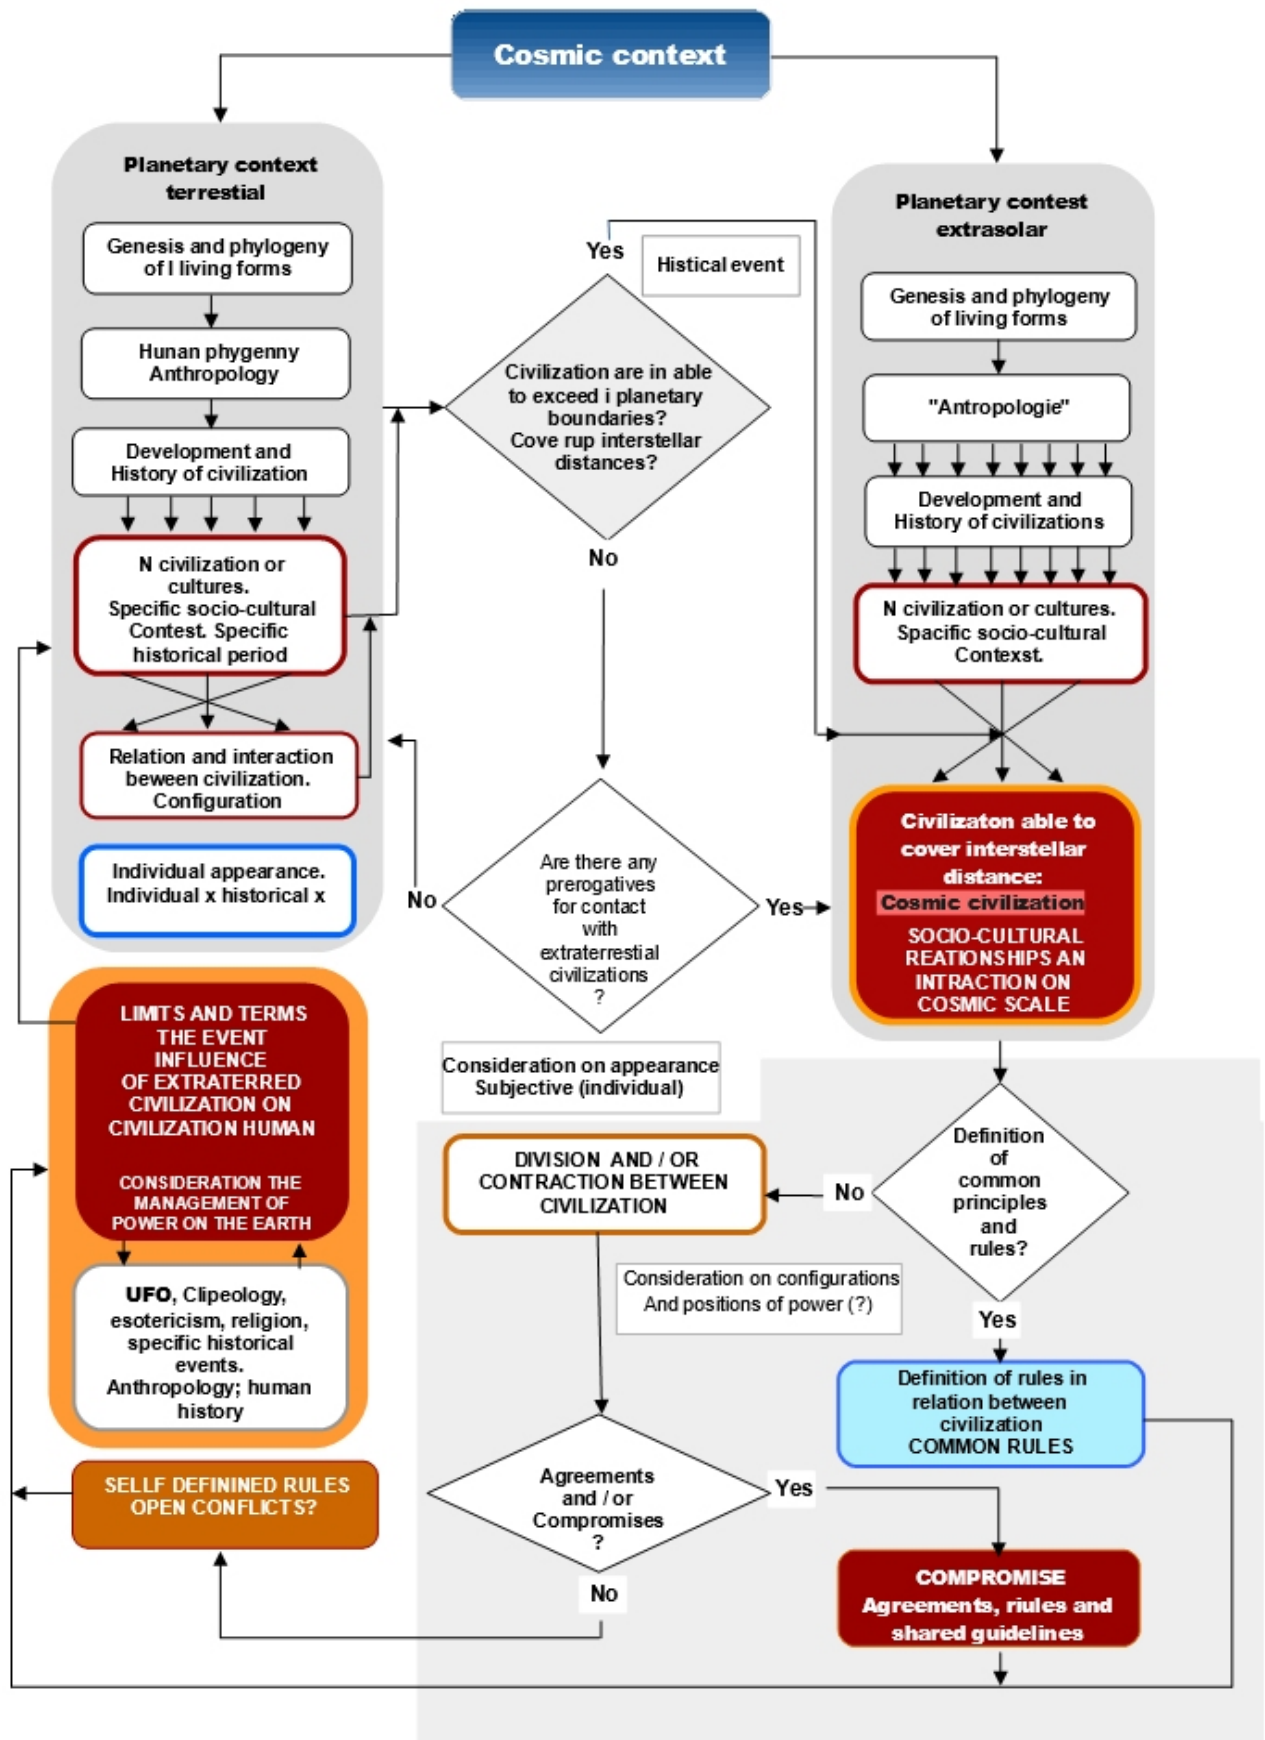 Cosmic context
Planetary context
terrestial
Genesis and phylogeny
of I living forms
Human phygenny
Anthropology
Development and
History of civilization
N civilization or
cultures.
Specific socio-cultural
Contest. Specific
historical period
Relation and interaction
beween civilization.
Configuration
Individual appearance.
Individual x historical x
LIMITS AND TERMS
THE EVENT
INFLUENCE
OF EXTRATERRED
CIVILIZATION ON
CIVILIZATION HUMAN
CONSIDERATION THE
MANAGEMENT OF
POWER ON THE EARTH
UFO, Clipeology,
esotericism, religion,
specific historical
events.
Anthropology; human
history
SELLF DEFININED RULES
OPEN CONFLICTS?
Yes
Histical event
Civilization are in able
to exceed i planetary
boundaries?
Cove rup interstellar
distances?
No
Are there any
prerogatives
for contact
with
extraterrestial
civilizations
?
No
Yes
Consideration on appearance
Subjective (individual)
Planetary contest
extrasolar
Genesis and phylogeny
of living forms
"Antropologie"
Development and
History of civilizations
N civilization or cultures.
Spacific socio-cultural
Contexst.
Civilizaton able to
cover interstellar
distance:
Cosmic civilization
SOCIO-CULTURAL
REATIONSHIPS AN
INTRACTION ON
COSMIC SCALE
Definition
of
common
principles
and
rules?
No
Yes
DIVISION AND / OR
CONTRACTION BETWEEN
CIVILIZATION
Consideration on configurations
And positions of power (?)
Definition of rules in
relation between
civilization
COMMON RULES
Agreements
and / or
Compromises
?
Yes
No
COMPROMISE
Agreements, riules and
shared guidelines